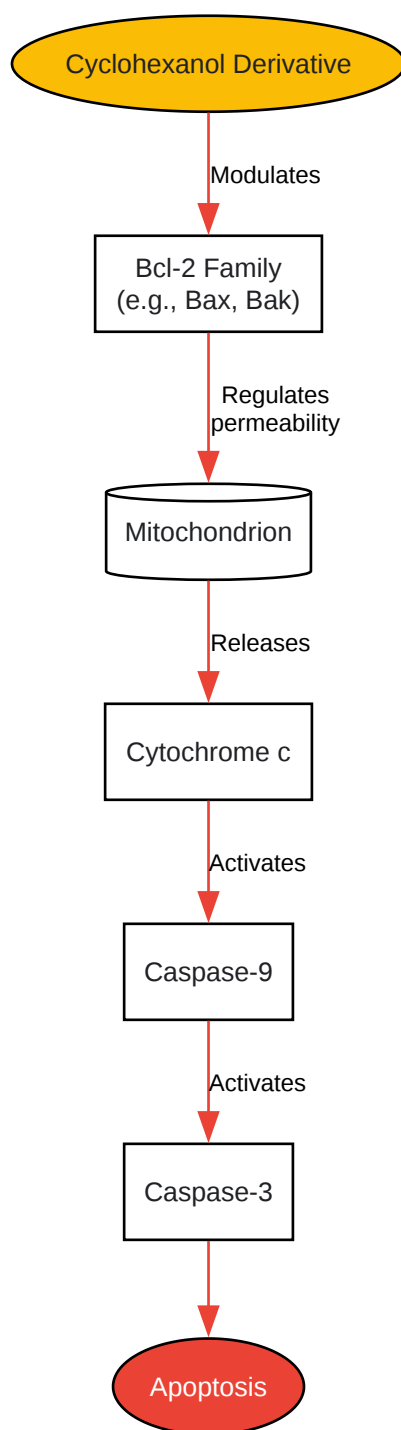 Cyclohexanol Derivative
Modulates
Bcl-2 Family
(e.g., Bax, Bak)
Regulates
permeability
Mitochondrion
Releases
Cytochrome c
Activates
Caspase-9
Activates
Caspase-3
Apoptosis